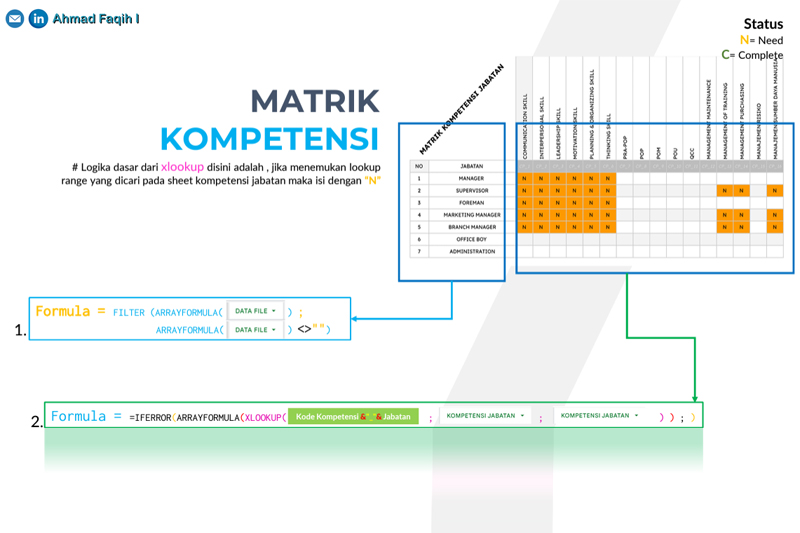 Ahmad Faqih I
Status
N= Need
C= Complete
MATRIK
KOMPETENSI
# Logika dasar dari xlookup disini adalah , jika menemukan lookup
range yang dicari pada sheet kompetensi jabatan maka isi dengan "N"
MATRIK KOMPETENSI JABATAN
COMMUNICATION SKILL
INTERPERSONAL SKILL
LEADERSHIP SKILL
MOTIVATION SKILL
PLANNING & ORGANIZING SKILL
THINKING SKILL
PRA-POP
POP
POM
POU
QCC
MANAGEMENT MAINTENANCE
MANAGEMENT OF TRAINING
MANAGEMENT PURCHASING
MANAJEMEN RISIKO
MANAJEMEN SUMBER DAYA MANUSIA
NO JABATAN
1 MANAGER N N N N N N
2 SUPERVISOR N N N N N N N N N
3 FOREMAN N N N N N N
4 MARKETING MANAGER N N N N N N N N N
5 BRANCH MANAGER N N N N N N N N N
6 OFFICE BOY
7 ADMINISTRATION
1. Formula = FILTER (ARRAYFORMULA( DATA FILE ) ;
ARRAYFORMULA( DATA FILE ) <>"")
2. Formula = =IFERROR(ARRAYFORMULA(XLOOKUP( Kode Kompetensi &"_"& Jabatan ; KOMPETENSI JABATAN ; KOMPETENSI JABATAN ) ) ; )